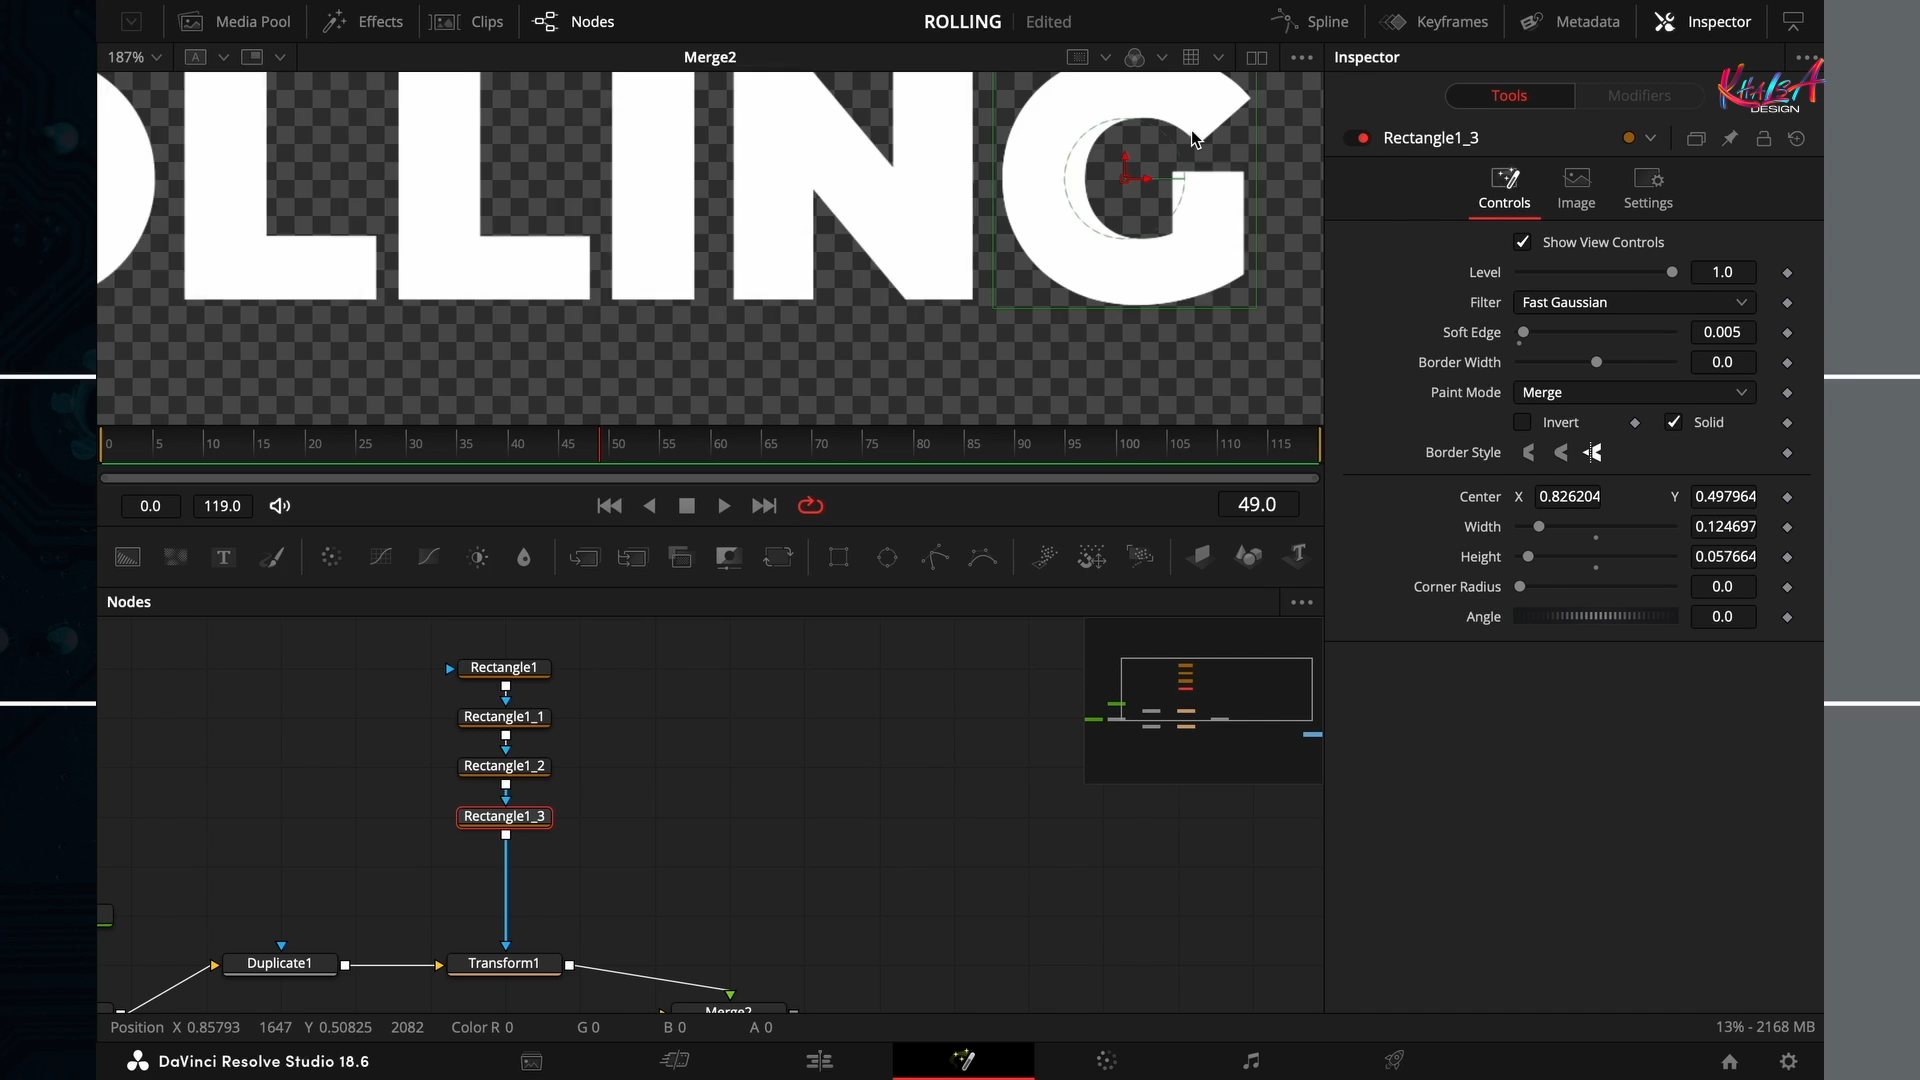 Media Pool
Effects
Clips
Nodes
ROLLING
Edited
Spline
Keyframes
Metadata
Inspector
187%
A
Merge2
Inspector
Tools
Modifiers
KHALSA
DESIGN
OLLING
Rectangle1_3
Controls
Image
Settings
Show View Controls
Level 1.0
Filter Fast Gaussian
Soft Edge 0.005
Border Width 0.0
Paint Mode Merge
Invert Solid
Border Style
Center X 0.826204 Y 0.497964
Width 0.124697
Height 0.057664
Corner Radius 0.0
Angle 0.0
0 5 10 15 20 25 30 35 40 45 50 55 60 65 70 75 80 85 90 95 100 105 110 115
0.0 119.0 49.0
T T
Nodes
Rectangle1
Rectangle1_1
Rectangle1_2
Rectangle1_3
Duplicate1
Transform1
Merge2
Position X 0.85793 1647 Y 0.50825 2082 Color R 0 G 0 B 0 A 0
13% - 2168 MB
DaVinci Resolve Studio 18.6